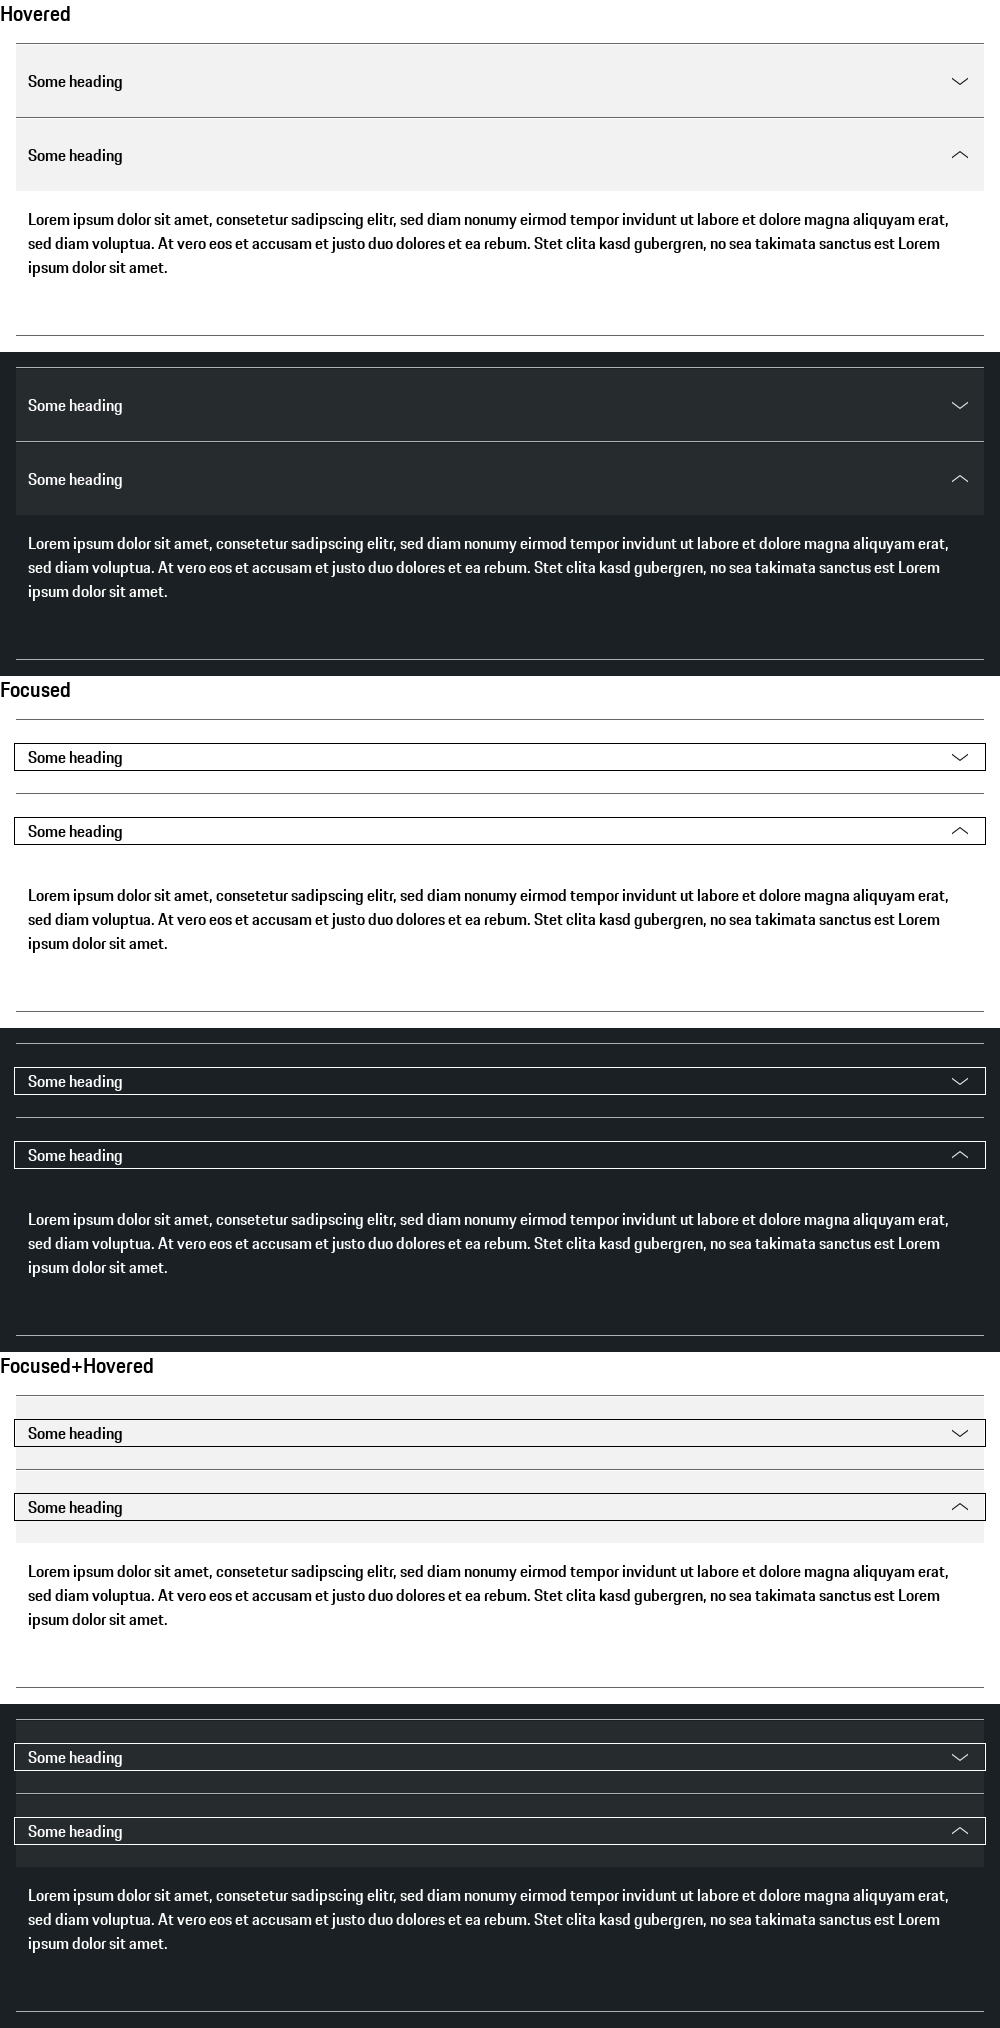 Hovered
Some heading
Some heading
Lorem ipsum dolor sit amet, consetetur sadipscing elitr, sed diam nonumy eirmod tempor invidunt ut labore et dolore magna aliquyam erat,
sed diam voluptua. At vero eos et accusam et justo duo dolores et ea rebum. Stet clita kasd gubergren, no sea takimata sanctus est Lorem
ipsum dolor sit amet.
Some heading
Some heading
Lorem ipsum dolor sit amet, consetetur sadipscing elitr, sed diam nonumy eirmod tempor invidunt ut labore et dolore magna aliquyam erat,
sed diam voluptua. At vero eos et accusam et justo duo dolores et ea rebum. Stet clita kasd gubergren, no sea takimata sanctus est Lorem
ipsum dolor sit amet.
Focused
Some heading
Some heading
Lorem ipsum dolor sit amet, consetetur sadipscing elitr, sed diam nonumy eirmod tempor invidunt ut labore et dolore magna aliquyam erat,
sed diam voluptua. At vero eos et accusam et justo duo dolores et ea rebum. Stet clita kasd gubergren, no sea takimata sanctus est Lorem
ipsum dolor sit amet.
Some heading
Some heading
Lorem ipsum dolor sit amet, consetetur sadipscing elitr, sed diam nonumy eirmod tempor invidunt ut labore et dolore magna aliquyam erat,
sed diam voluptua. At vero eos et accusam et justo duo dolores et ea rebum. Stet clita kasd gubergren, no sea takimata sanctus est Lorem
ipsum dolor sit amet.
Focused+Hovered
Some heading
Some heading
Lorem ipsum dolor sit amet, consetetur sadipscing elitr, sed diam nonumy eirmod tempor invidunt ut labore et dolore magna aliquyam erat,
sed diam voluptua. At vero eos et accusam et justo duo dolores et ea rebum. Stet clita kasd gubergren, no sea takimata sanctus est Lorem
ipsum dolor sit amet.
Some heading
Some heading
Lorem ipsum dolor sit amet, consetetur sadipscing elitr, sed diam nonumy eirmod tempor invidunt ut labore et dolore magna aliquyam erat,
sed diam voluptua. At vero eos et accusam et justo duo dolores et ea rebum. Stet clita kasd gubergren, no sea takimata sanctus est Lorem
ipsum dolor sit amet.